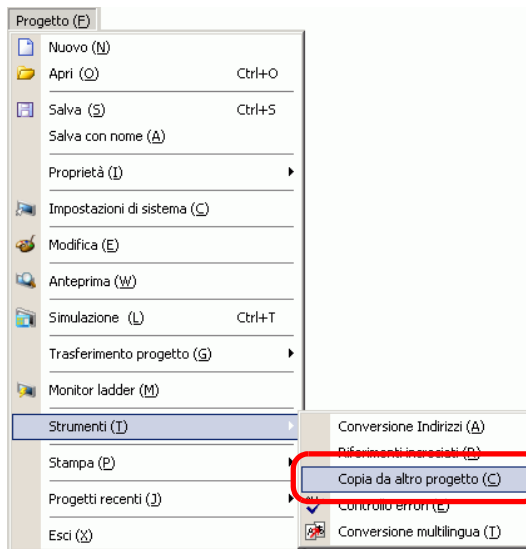 Progetto (F)
Nuovo (N)
Apri (O) Ctrl+O
Salva (S) Ctrl+S
Salva con nome (A)
Proprietà (I)
Impostazioni di sistema (C)
Modifica (E)
Anteprima (W)
Simulazione (L) Ctrl+T
Trasferimento progetto (G)
Monitor ladder (M)
Strumenti (T)
Stampa (P)
Progetti recenti (J)
Esci (X)
Conversione Indirizzi (A)
Riferimenti incrociati (R)
Copia da altro progetto (C)
Controllo errori (E)
Conversione multilingua (T)